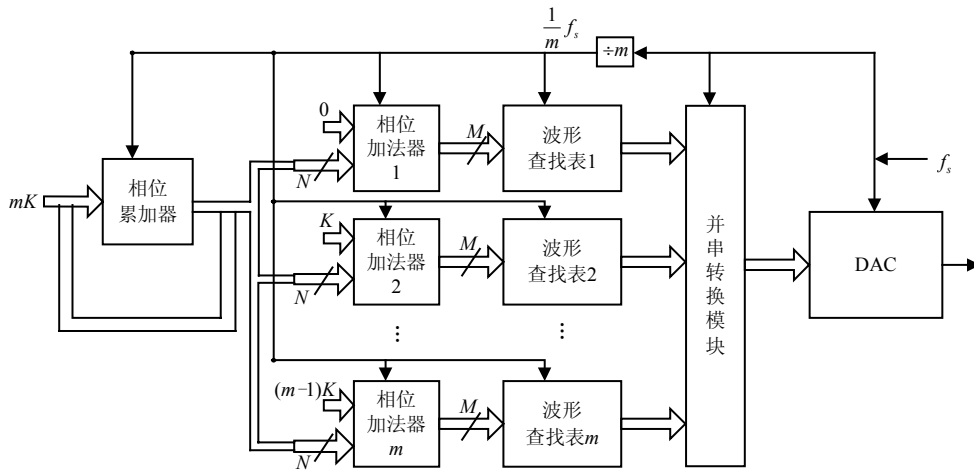 1/m fs
÷m
0
相位
加法器
1
M
波形
查找表1
N
fs
mK
相位
累加器
K
相位
加法器
2
M
波形
查找表2
N
并串转换模块
DAC
⋮
⋮
(m−1)K
相位
加法器
m
M
波形
查找表m
N